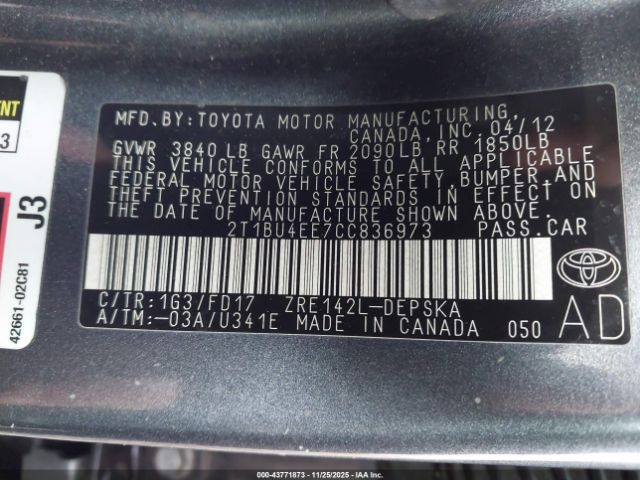 MFD.BY:TOYOTA MOTOR MANUFACTURING,
CANADA,INC. 04/12
GVWR 3840 LB GAWR FR 2090LB,RR 1850LB
THIS VEHICLE CONFORMS TO ALL APPLICABLE
FEDERAL MOTOR VEHICLE SAFETY,BUMPER,AND
THEFT PREVENTION STANDARDS IN EFFECT ON
THE DATE OF MANUFACTURE SHOWN ABOVE.
2T1BU4EE7CC836973 PASS.CAR
C/TR:1G3/FD17 ZRE142L-DEPSKA
A/TM:-03A/U341E MADE IN CANADA 050
AD
3
J3
42661-02C81
000-43771873 11/25/2025 COPYRIGHT IAA, LLC.